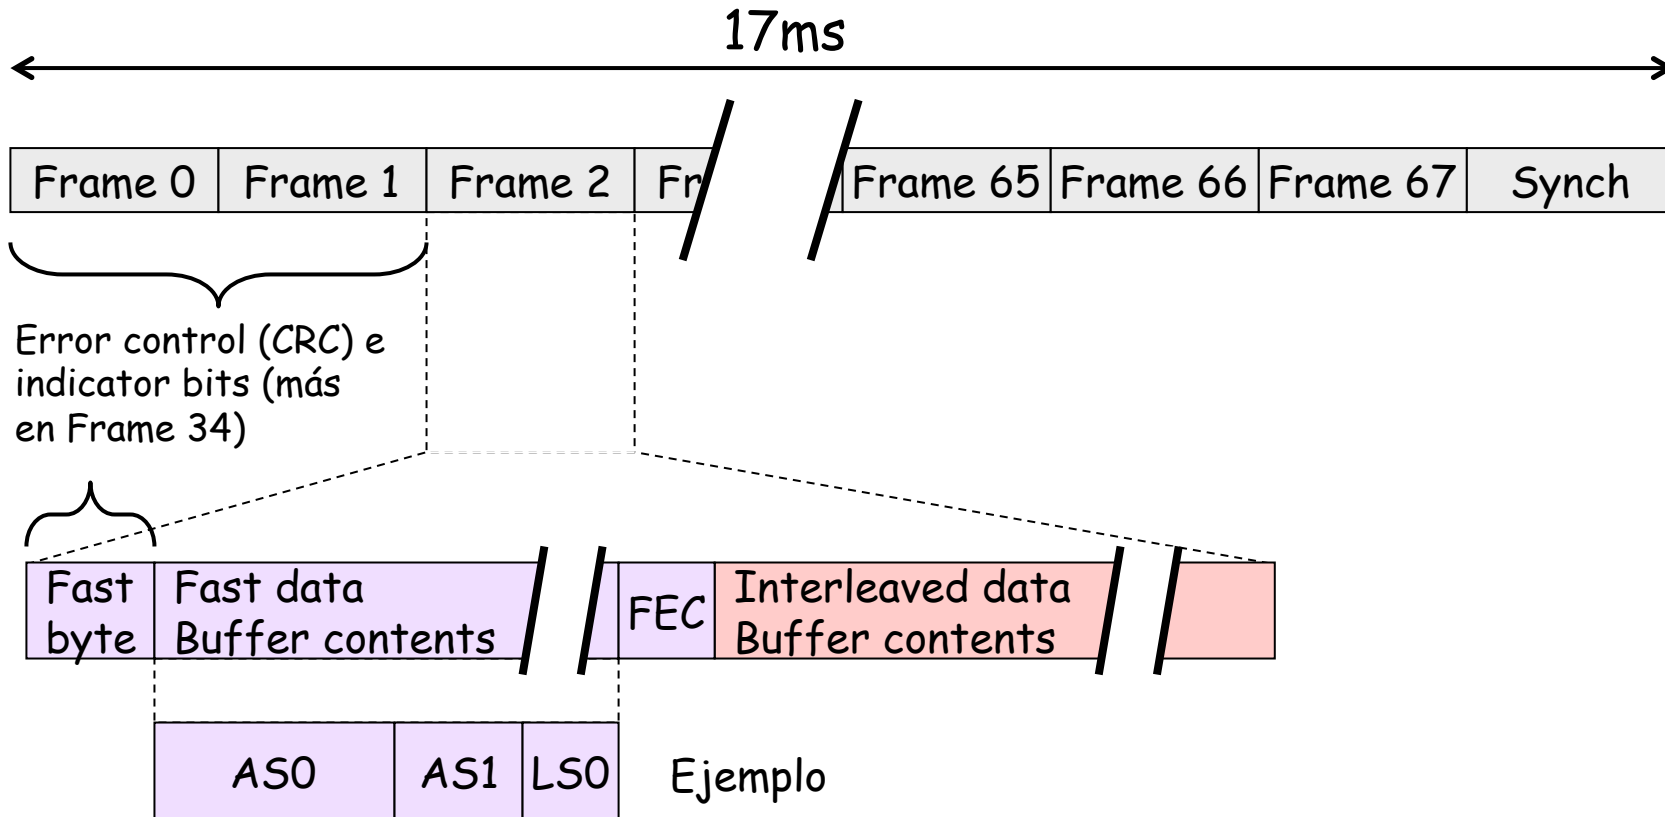 17ms
Frame 0 Frame 1 Frame 2 Fr Frame 65 Frame 66 Frame 67 Synch
Error control (CRC) e
indicator bits (más
en Frame 34)
Fast
byte
Fast data
Buffer contents
FEC
Interleaved data
Buffer contents
AS0 AS1 LS0 Ejemplo